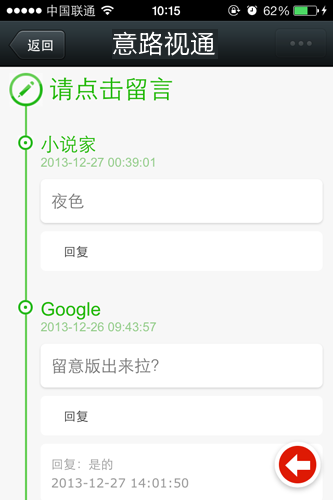 中国联通 10:15 62%
返回 意路视通
请点击留言
小说家
2013-12-27 00:39:01
夜色
回复
Google
2013-12-26 09:43:57
留意版出来拉?
回复
回复：是的
2013-12-27 14:01:50